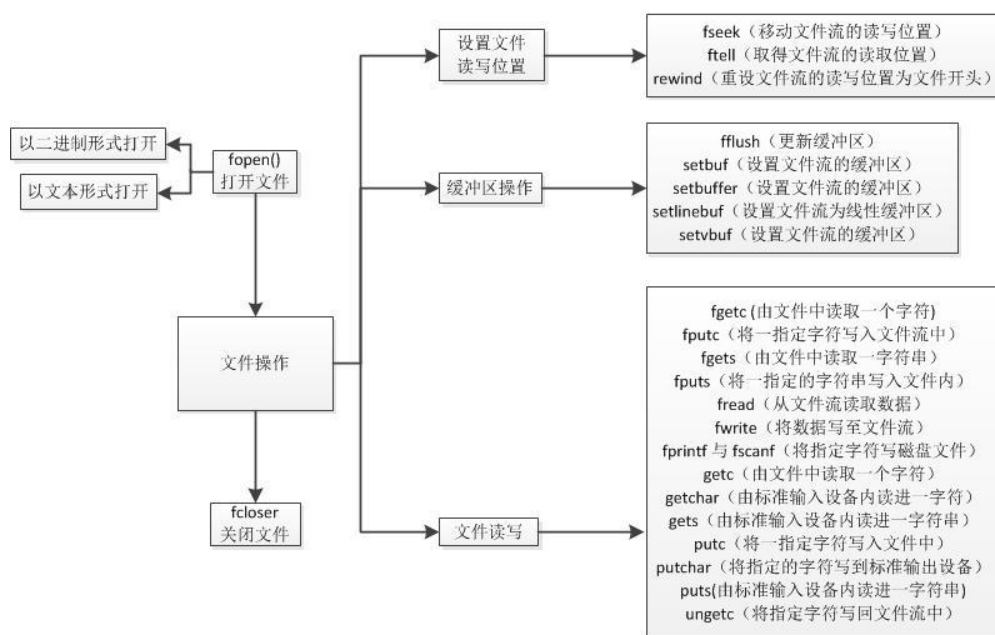 以二进制形式打开
以文本形式打开
fopen()
打开文件
文件操作
fcloser
关闭文件
设置文件
读写位置
fseek（移动文件流的读写位置）
ftell（取得文件流的读取位置）
rewind（重设文件流的读写位置为文件开头）
缓冲区操作
fflush（更新缓冲区）
setbuf（设置文件流的缓冲区）
setbuffer（设置文件流的缓冲区）
setlinebuf（设置文件流为线性缓冲区）
setvbuf（设置文件流的缓冲区）
文件读写
fgetc (由文件中读取一个字符)
fputc（将一指定字符写入文件流中）
fgets（由文件中读取一字符串）
fputs（将一指定的字符串写入文件内）
fread（从文件流读取数据）
fwrite（将数据写至文件流）
fprintf 与 fscanf（将指定字符写磁盘文件）
getc（由文件中读取一个字符）
getchar（由标准输入设备内读进一字符）
gets（由标准输入设备内读进一字符串）
putc（将一指定字符写入文件中）
putchar（将指定的字符写到标准输出设备）
puts(由标准输入设备内读进一字符串)
ungetc（将指定字符写回文件流中）